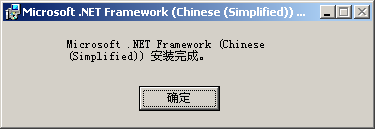 Microsoft .NET Framework (Chinese (Simplified)) ...
Microsoft .NET Framework (Chinese
(Simplified)) 安装完成。
确定